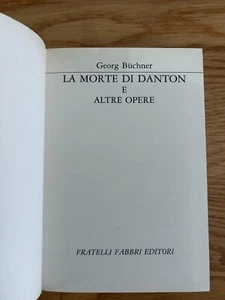 Georg Büchner
LA MORTE DI DANTON
E
ALTRE OPERE
FRATELLI FABBRI EDITORI